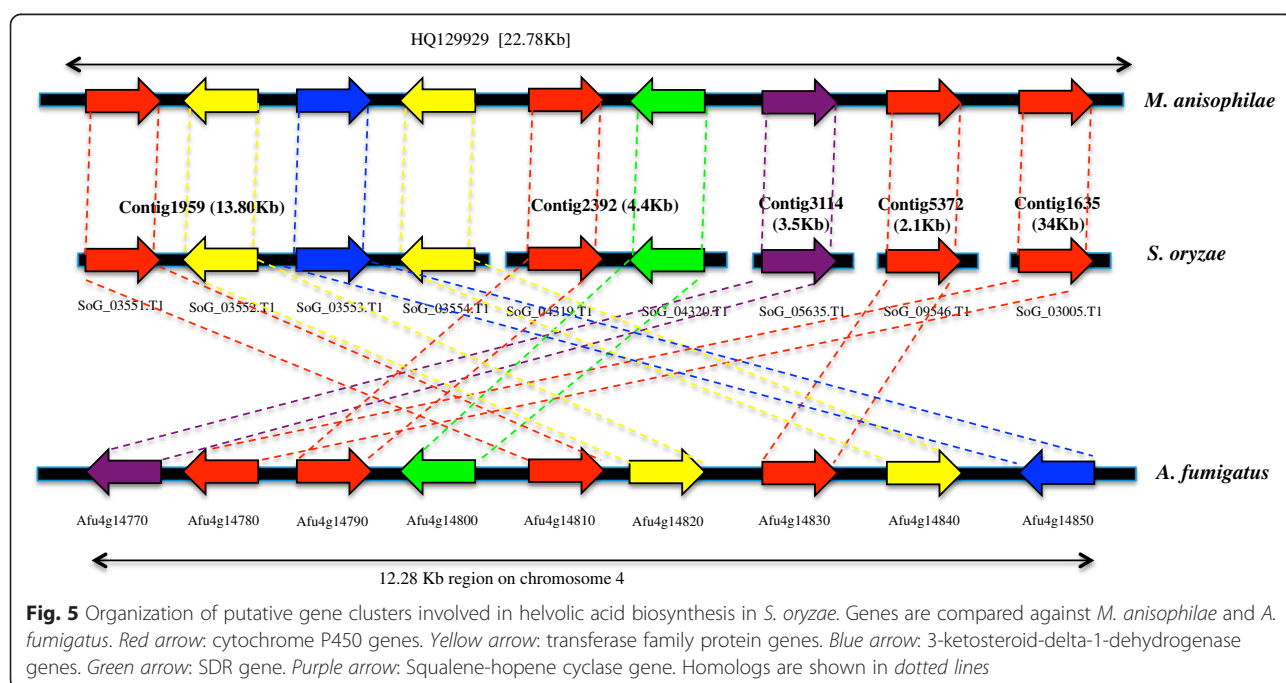 HQ129929 [22.78Kb]
M. anisophilae
Contig1959 (13.80Kb)
Contig2392 (4.4Kb)
Contig3114
(3.5Kb)
Contig5372
(2.1Kb)
Contig1635
(34Kb)
S. oryzae
SoG_03551.T1
SoG_03552.T1
SoG_03553.T1
SoG_03554.T1
SoG_04319.T1
SoG_04320.T1
SoG_05635.T1
SoG_09546.T1
SoG_03005.T1
A. fumigatus
Afu4g14770
Afu4g14780
Afu4g14790
Afu4g14800
Afu4g14810
Afu4g14820
Afu4g14830
Afu4g14840
Afu4g14850
12.28 Kb region on chromosome 4
Fig. 5 Organization of putative gene clusters involved in helvolic acid biosynthesis in S. oryzae. Genes are compared against M. anisophilae and A.
fumigatus. Red arrow: cytochrome P450 genes. Yellow arrow: transferase family protein genes. Blue arrow: 3-ketosteroid-delta-1-dehydrogenase
genes. Green arrow: SDR gene. Purple arrow: Squalene-hopene cyclase gene. Homologs are shown in dotted lines